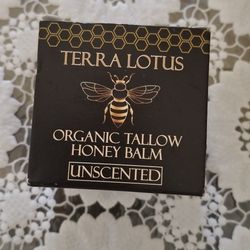 TERRA LOTUS
ORGANIC TALLOW
HONEY BALM
UNSCENTED